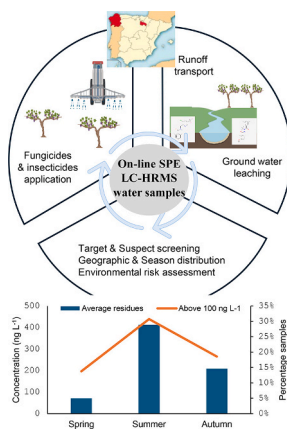 Runoff
transport
Fungicides
& insecticides
application
On-line SPE
LC-HRMS
water samples
Ground water
leaching
Target & Suspect screening
Geographic & Season distribution
Environmental risk assessment
Average residues
Above 100 ng L-1
Concentration (ng L⁻¹)
500
400
300
200
100
0
35%
30%
25%
20%
15%
10%
5%
0%
Percentage samples
Spring
Summer
Autumn